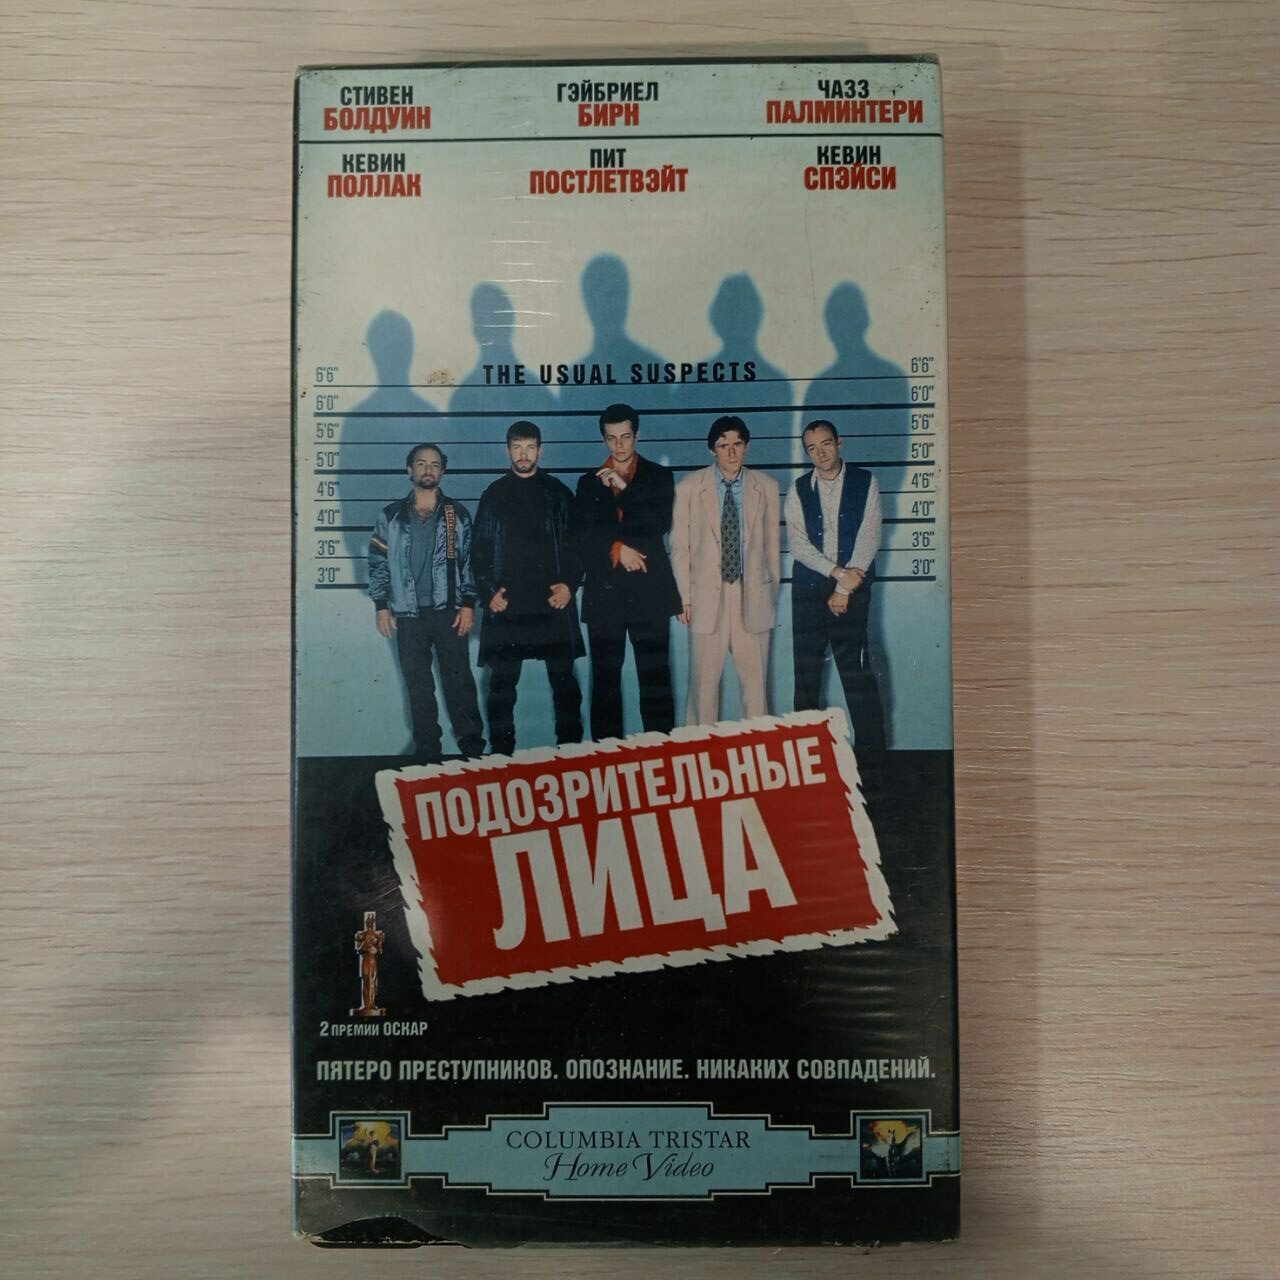 СТИВЕН ГЭЙБРИЕЛ ЧАЗЗ
БОЛДУИН БИРН ПАЛМИНТЕРИ
КЕВИН ПИТ КЕВИН
ПОЛЛАК ПОСТЛЕТВЭЙТ СПЭЙСИ
THE USUAL SUSPECTS
6'6" 6'6"
6'0" 6'0"
5'6" 5'6"
5'0" 5'0"
4'6" 4'6"
4'0" 4'0"
3'6" 3'6"
3'0" 3'0"
ПОДОЗРИТЕЛЬНЫЕ
ЛИЦА
2 ПРЕМИИ ОСКАР
ПЯТЕРО ПРЕСТУПНИКОВ. ОПОЗНАНИЕ. НИКАКИХ СОВПАДЕНИЙ.
COLUMBIA TRISTAR
Home Video